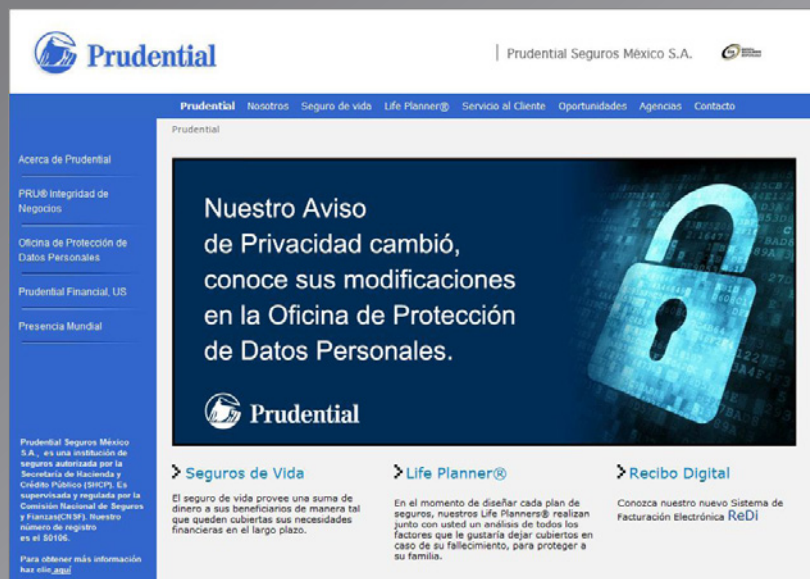 Prudential
Prudential Seguros México S.A.
Prudential Nosotros Seguro de vida Life Planner® Servicio al Cliente Oportunidades Agencias Contacto
Prudential
Acerca de Prudential
PRU® Integridad de
Negocios
Oficina de Protección de
Datos Personales
Prudential Financial, US
Presencia Mundial
Prudential Seguros México
S.A., es una institución de
seguros autorizada por la
Secretaría de Hacienda y
Crédito Público (SHCP). Es
supervisada y regulada por la
Comisión Nacional de Seguros
y Fianzas(CNSF). Nuestro
número de registro
es el S0106.
Para obtener más información
haz clic aquí
Nuestro Aviso
de Privacidad cambió,
conoce sus modificaciones
en la Oficina de Protección
de Datos Personales.
Prudential
Seguros de Vida
El seguro de vida provee una suma de
dinero a sus beneficiarios de manera tal
que queden cubiertas sus necesidades
financieras en el largo plazo.
Life Planner®
En el momento de diseñar cada plan de
seguros, nuestros Life Planners® realizan
junto con usted un análisis de todos los
factores que le gustaría dejar cubiertos en
caso de su fallecimiento, para proteger a
su familia.
Recibo Digital
Conozca nuestro nuevo Sistema de
Facturación Electrónica ReDi